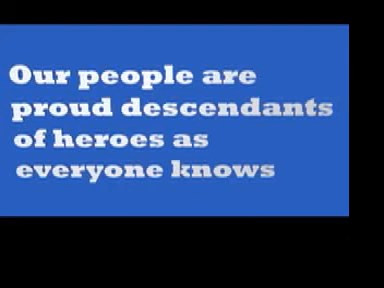 Our people are
proud descendants
of heroes as
everyone knows